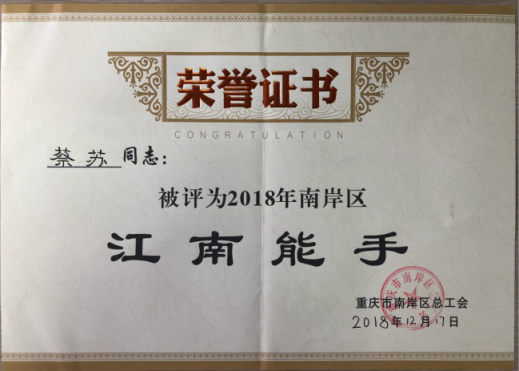 荣誉证书
CONGRATULATION
蔡苏同志：
被评为2018年南岸区
江南能手
重庆市南岸区总工会
2018年12月17日